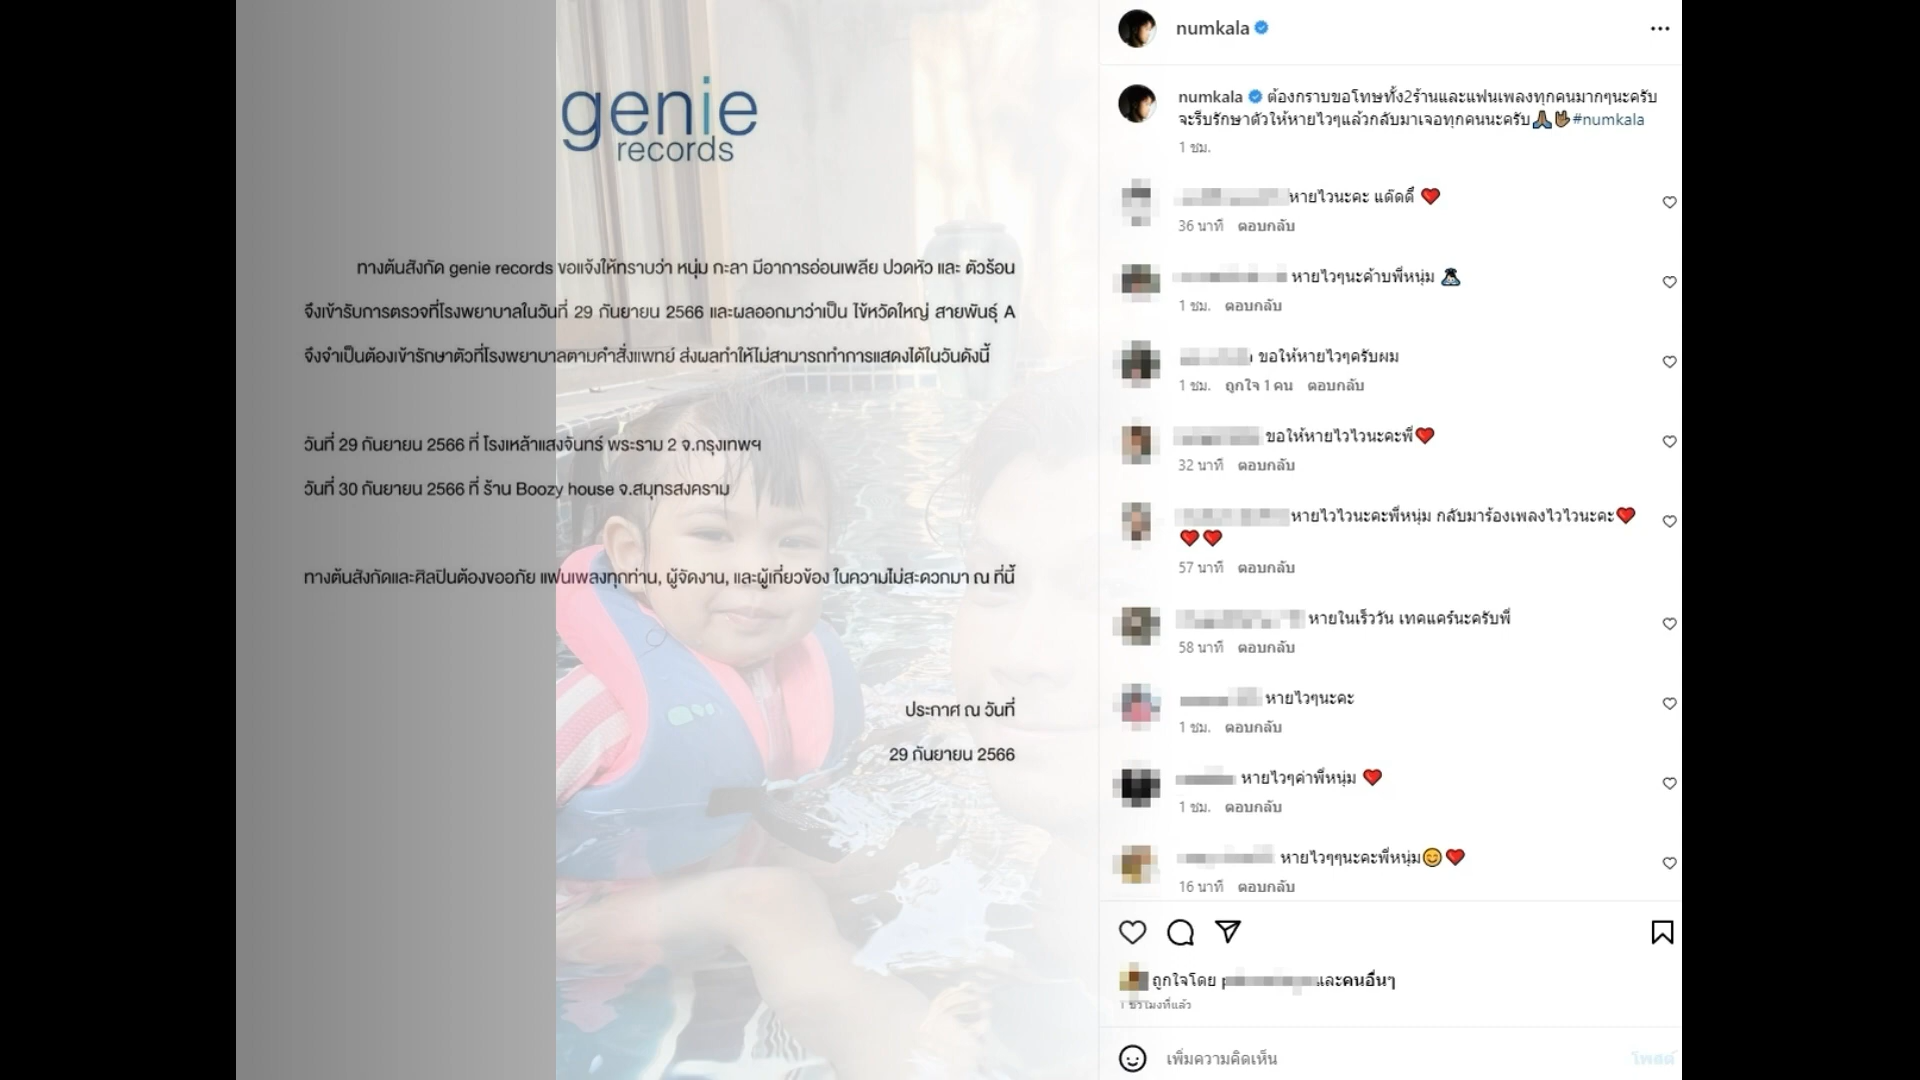 genie
records
ทางต้นสังกัด genie records ขอแจ้งให้ทราบว่า หนุ่ม กะลา มีอาการอ่อนเพลีย ปวดหัว และ ตัวร้อน
จึงเข้ารับการตรวจที่โรงพยาบาลในวันที่ 29 กันยายน 2566 และผลออกมาว่าเป็น ไข้หวัดใหญ่ สายพันธุ์ A
จึงจำเป็นต้องเข้ารักษาตัวที่โรงพยาบาลตามคำสั่งแพทย์ ส่งผลทำให้ไม่สามารถทำการแสดงได้ในวันดังนี้
วันที่ 29 กันยายน 2566 ที่ โรงเหล้าแสงจันทร์ พระราม 2 จ.กรุงเทพฯ
วันที่ 30 กันยายน 2566 ที่ ร้าน Boozy house จ.สมุทรสงคราม
ทางต้นสังกัดและศิลปินต้องขออภัย แฟนเพลงทุกท่าน, ผู้จัดงาน, และผู้เกี่ยวข้อง ในความไม่สะดวกมา ณ ที่นี้
ประกาศ ณ วันที่
29 กันยายน 2566
numkala
numkala ต้องกราบขอโทษทั้ง2ร้านและแฟนเพลงทุกคนมากๆนะครับ
จะรีบรักษาตัวให้หายไวๆแล้วกลับมาเจอทุกคนนะครับ🙏🏽🤟🏽#numkala
1 ชม.
หายไวนะคะ แด๊ดดี้ ❤️
36 นาที ตอบกลับ
หายไวๆนะค้าบพี่หนุ่ม
1 ชม. ตอบกลับ
ขอให้หายไวๆครับผม
1 ชม. ถูกใจ 1 คน ตอบกลับ
ขอให้หายไวไวนะคะพี่❤️
32 นาที ตอบกลับ
หายไวไวนะคะพี่หนุ่ม กลับมาร้องเพลงไวไวนะคะ❤️
❤️❤️
57 นาที ตอบกลับ
หายในเร็ววัน เทคแคร์นะครับพี่
58 นาที ตอบกลับ
หายไวๆนะคะ
1 ชม. ตอบกลับ
หายไวๆค่าพี่หนุ่ม ❤️
1 ชม. ตอบกลับ
หายไวๆๆนะคะพี่หนุ่ม😊❤️
16 นาที ตอบกลับ
ถูกใจโดย และคนอื่นๆ
1 ชั่วโมงที่แล้ว
เพิ่มความคิดเห็น
โพสต์